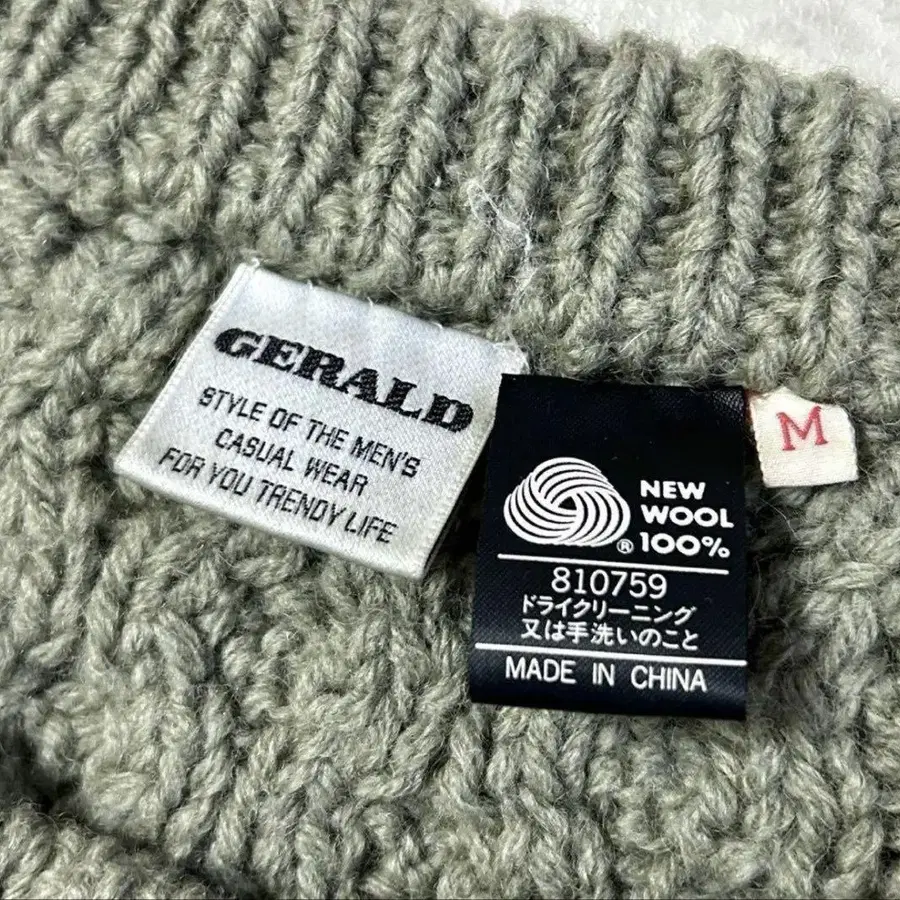 GERALD
STYLE OF THE MEN'S
CASUAL WEAR
FOR YOU TRENDY LIFE
NEW
WOOL
® 100%
810759
ドライクリーニング
又は手洗いのこと
MADE IN CHINA
M